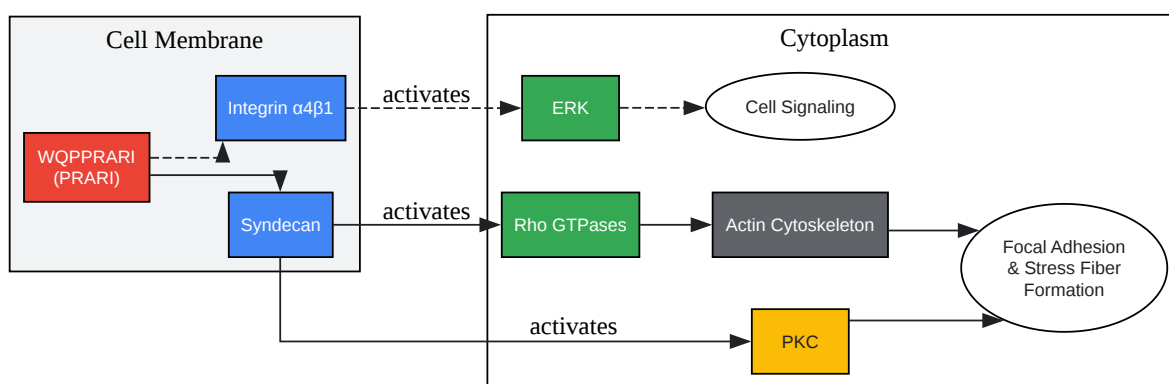 Cell Membrane
Cytoplasm
Integrin α4β1
activates
ERK
Cell Signaling
WQPPRARI
(PRARI)
Syndecan
activates
Rho GTPases
Actin Cytoskeleton
Focal Adhesion
& Stress Fiber
Formation
activates
PKC